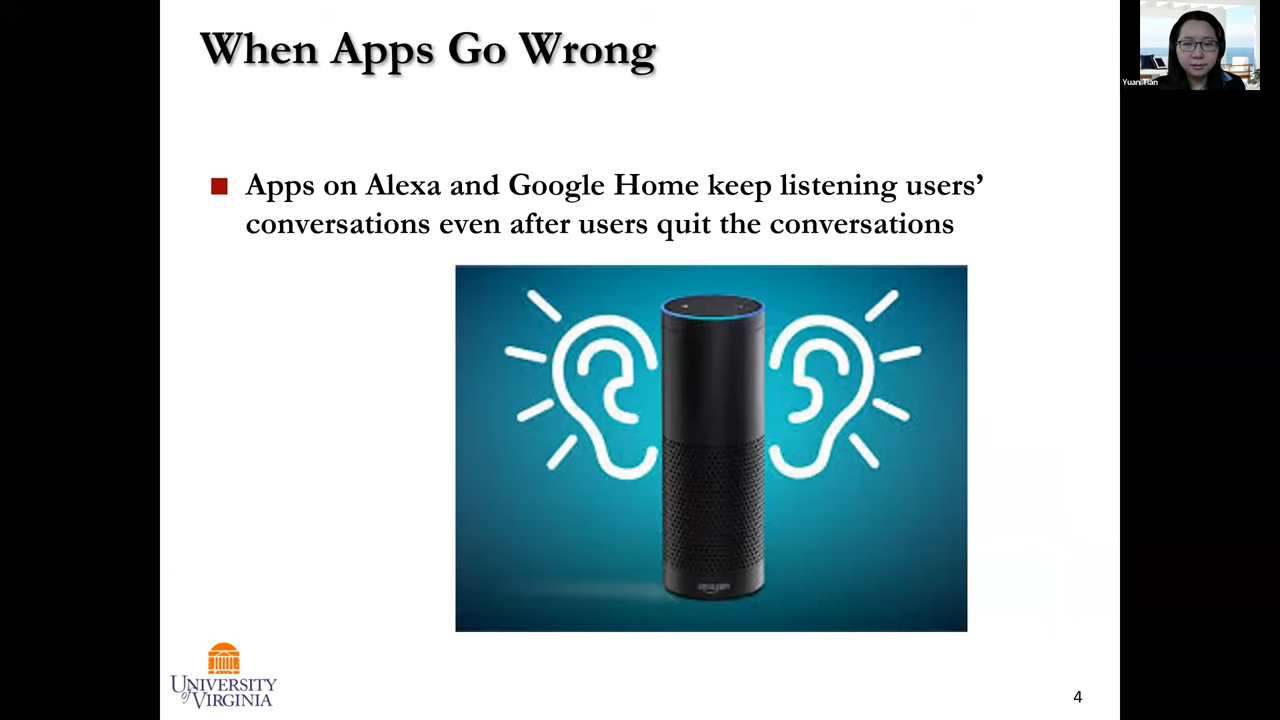 When Apps Go Wrong
Yuan Tian
Apps on Alexa and Google Home keep listening users’
conversations even after users quit the conversations
amazon
UNIVERSITY
of VIRGINIA
4